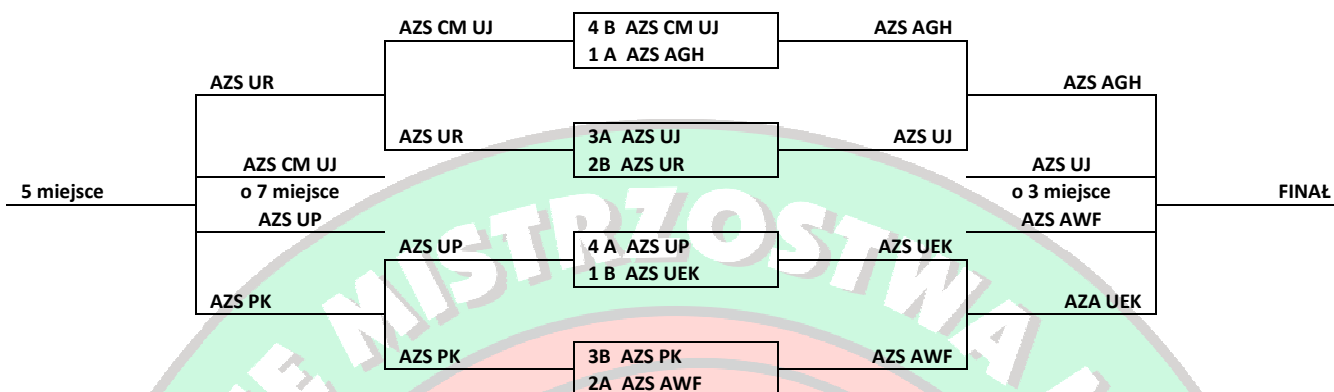 AZS CM UJ 4 B AZS CM UJ AZS AGH
1 A AZS AGH
AZS UR AZS AGH
AZS UR 3A AZS UJ AZS UJ
AZS CM UJ 2B AZS UR AZS UJ
5 miejsce o 7 miejsce o 3 miejsce FINAŁ
AZS UP AZS AWF
AZS UP 4 A AZS UP AZS UEK
1 B AZS UEK
AZS PK AZA UEK
AZS PK 3B AZS PK AZS AWF
2A AZS AWF
MISTRZOSTWA